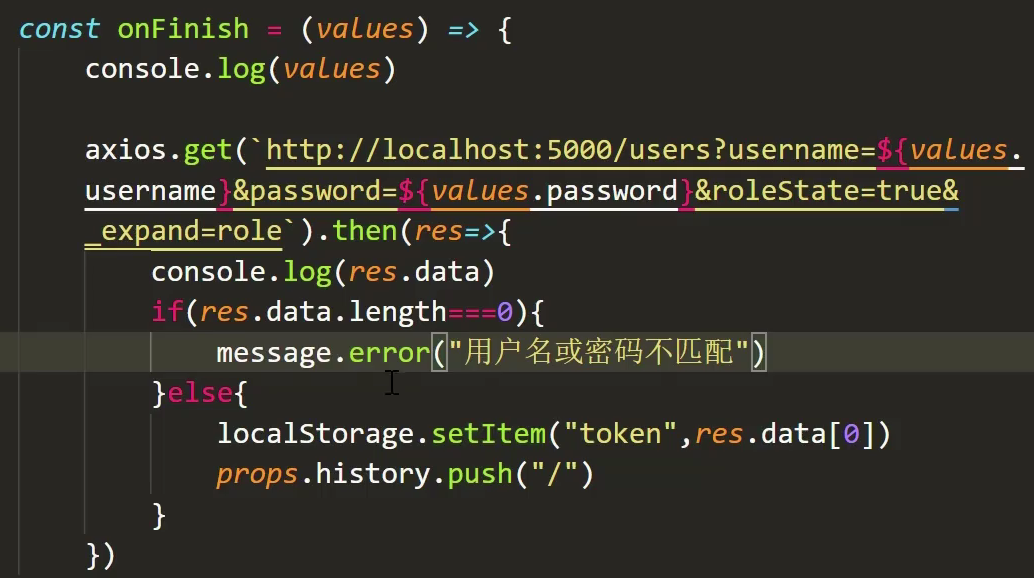 const onFinish = (values) => {
console.log(values)
axios.get(`http://localhost:5000/users?username=${values.
username}&password=${values.password}&roleState=true&
_expand=role`).then(res=>{
console.log(res.data)
if(res.data.length===0){
message.error("用户名或密码不匹配")
}else{
localStorage.setItem("token",res.data[0])
props.history.push("/")
}
})